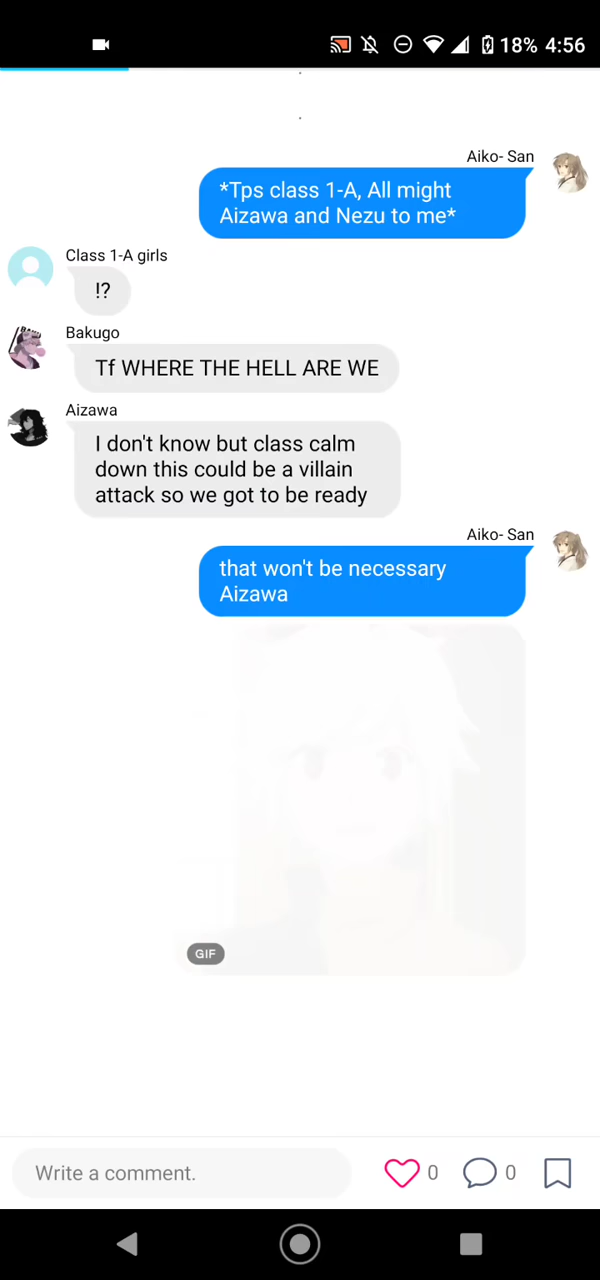 18% 4:56
Aiko- San
*Tps class 1-A, All might
Aizawa and Nezu to me*
Class 1-A girls
!?
Bakugo
Tf WHERE THE HELL ARE WE
Aizawa
I don't know but class calm
down this could be a villain
attack so we got to be ready
Aiko- San
that won't be necessary
Aizawa
GIF
Write a comment.
0
0